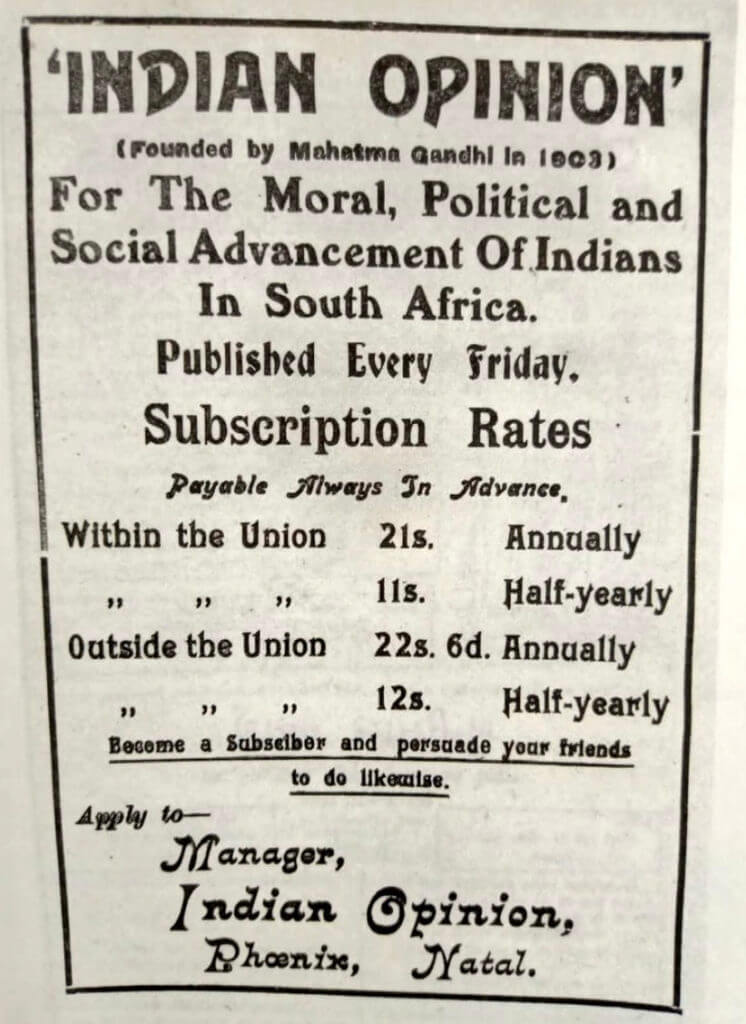 'INDIAN OPINION'
(Founded by Mahatma Gandhi in 1903)
For The Moral, Political and
Social Advancement Of Indians
In South Africa.
Published Every Friday.
Subscription Rates
Payable Always In Advance.
Within the Union 21s. Annually
„ „ „ 11s. Half-yearly
Outside the Union 22s. 6d. Annually
„ „ „ 12s. Half-yearly
Become a Subsciber and persuade your friends
to do likewise.
Apply to—
Manager,
Indian Opinion,
Phœnix, Natal.